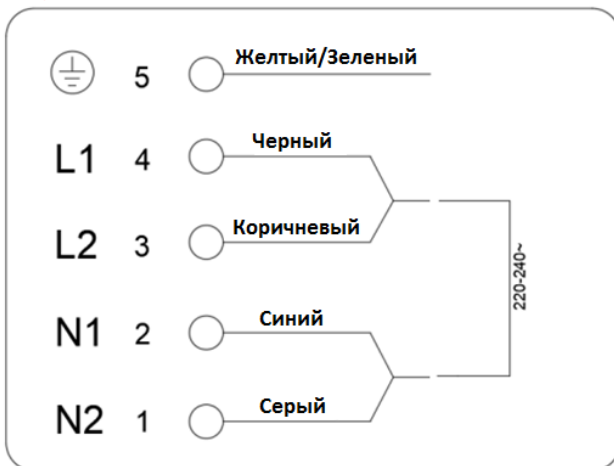 5 Желтый/Зеленый
L1 4 Черный
L2 3 Коричневый
220-240~
N1 2 Синий
N2 1 Серый